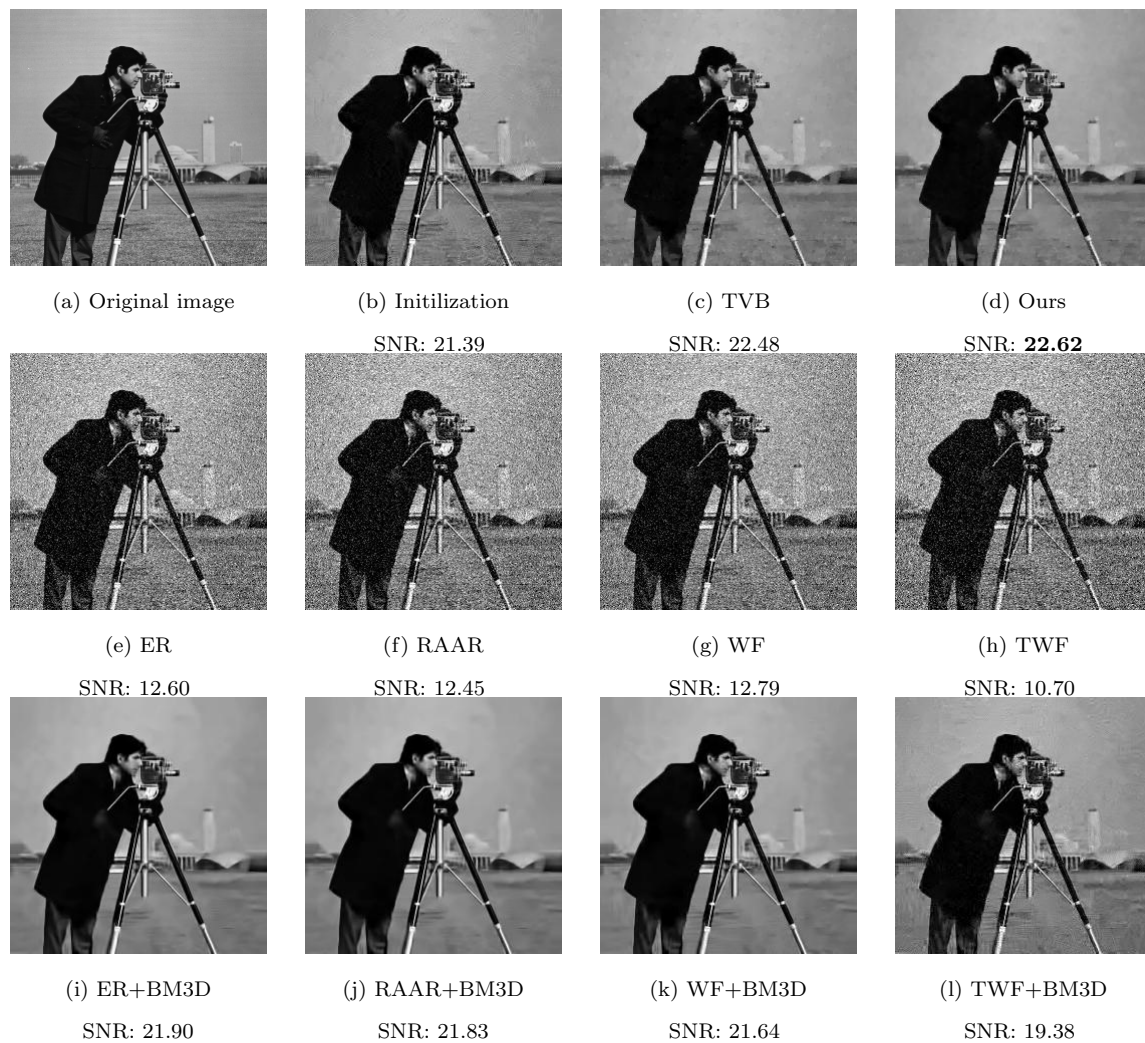 (a) Original image (b) Initilization (c) TVB (d) Ours
SNR: 21.39 SNR: 22.48 SNR: 22.62
(e) ER (f) RAAR (g) WF (h) TWF
SNR: 12.60 SNR: 12.45 SNR: 12.79 SNR: 10.70
(i) ER+BM3D (j) RAAR+BM3D (k) WF+BM3D (l) TWF+BM3D
SNR: 21.90 SNR: 21.83 SNR: 21.64 SNR: 19.38